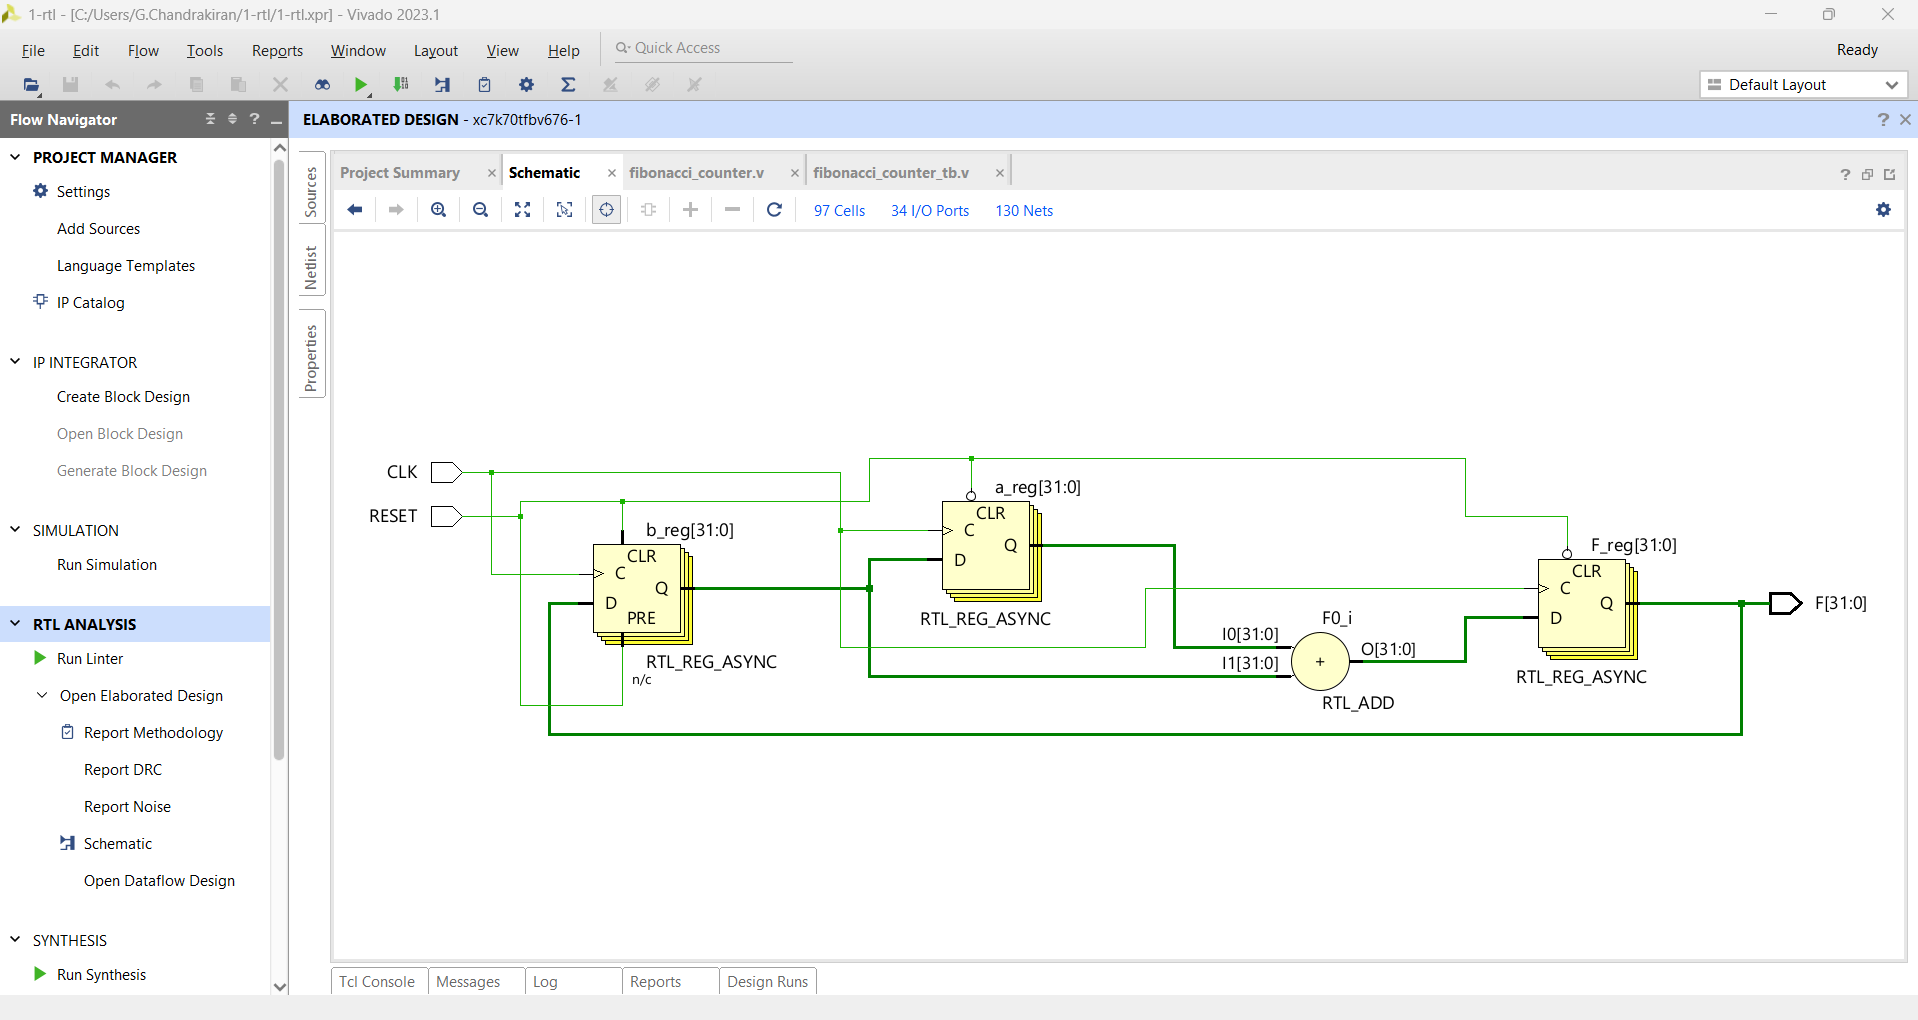 1-rtl - [C:/Users/G.Chandrakiran/1-rtl/1-rtl.xpr] - Vivado 2023.1
File Edit Flow Tools Reports Window Layout View Help Quick Access Ready
Default Layout
Flow Navigator
ELABORATED DESIGN - xc7k70tfbv676-1
PROJECT MANAGER
Settings
Add Sources
Language Templates
IP Catalog
IP INTEGRATOR
Create Block Design
Open Block Design
Generate Block Design
SIMULATION
Run Simulation
RTL ANALYSIS
Run Linter
Open Elaborated Design
Report Methodology
Report DRC
Report Noise
Schematic
Open Dataflow Design
SYNTHESIS
Run Synthesis
Sources
Netlist
Properties
Project Summary Schematic fibonacci_counter.v fibonacci_counter_tb.v
97 Cells 34 I/O Ports 130 Nets
CLK
RESET
b_reg[31:0]
CLR
C
Q
D
PRE
RTL_REG_ASYNC
n/c
a_reg[31:0]
CLR
C
Q
D
RTL_REG_ASYNC
F0_i
I0[31:0]
I1[31:0]
+
O[31:0]
RTL_ADD
F_reg[31:0]
CLR
C
Q
D
RTL_REG_ASYNC
F[31:0]
Tcl Console Messages Log Reports Design Runs